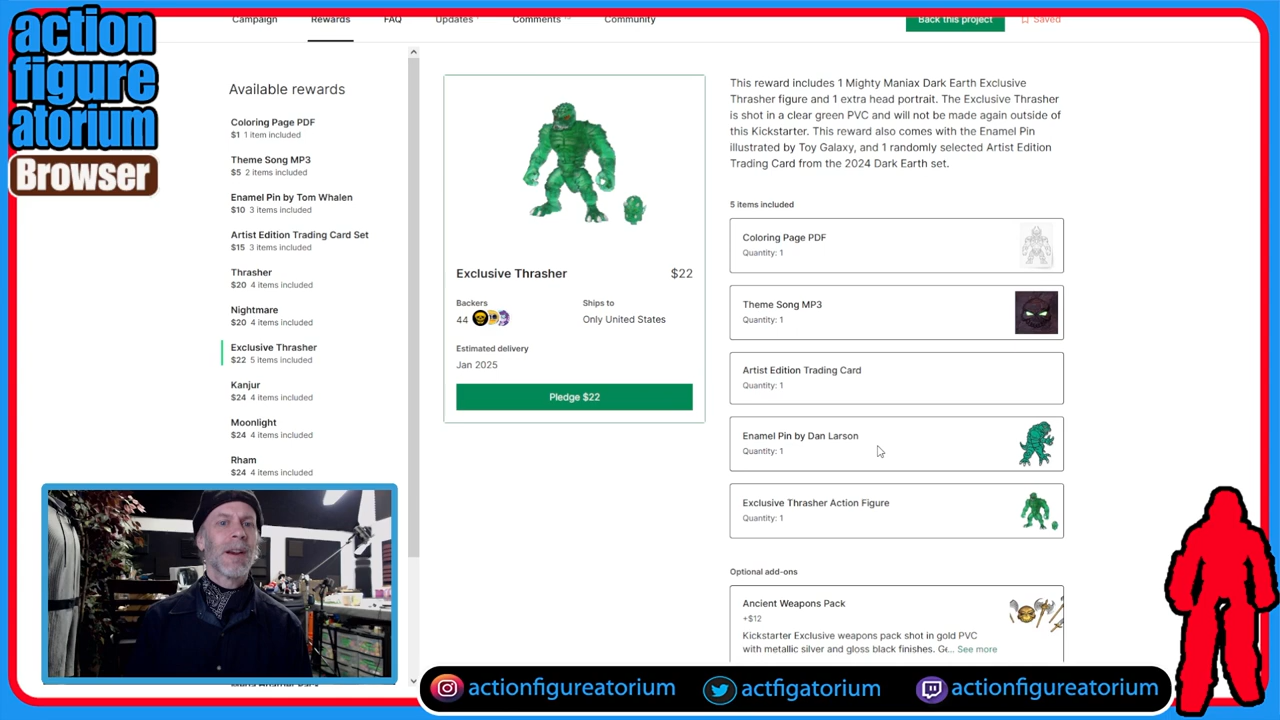 action
figure
atorium
Browser
Campaign
Rewards
FAQ
Updates
Comments
Community
Back this project
Saved
Available rewards
Coloring Page PDF
$1 1 item included
Theme Song MP3
$5 2 items included
Enamel Pin by Tom Whalen
$10 3 items included
Artist Edition Trading Card Set
$15 3 items included
Thrasher
$20 4 items included
Nightmare
$20 4 items included
Exclusive Thrasher
$22 5 items included
Kanjur
$24 4 items included
Moonlight
$24 4 items included
Rham
$24 4 items included
Exclusive Thrasher
$22
Backers
44
Ships to
Only United States
Estimated delivery
Jan 2025
Pledge $22
This reward includes 1 Mighty Maniax Dark Earth Exclusive
Thrasher figure and 1 extra head portrait. The Exclusive Thrasher
is shot in a clear green PVC and will not be made again outside of
this Kickstarter. This reward also comes with the Enamel Pin
illustrated by Toy Galaxy, and 1 randomly selected Artist Edition
Trading Card from the 2024 Dark Earth set.
5 items included
Coloring Page PDF
Quantity: 1
Theme Song MP3
Quantity: 1
Artist Edition Trading Card
Quantity: 1
Enamel Pin by Dan Larson
Quantity: 1
Exclusive Thrasher Action Figure
Quantity: 1
Optional add-ons
Ancient Weapons Pack
+$12
Kickstarter Exclusive weapons pack shot in gold PVC
with metallic silver and gloss black finishes. G... See more
actionfigureatorium
actfigatorium
actionfigureatorium